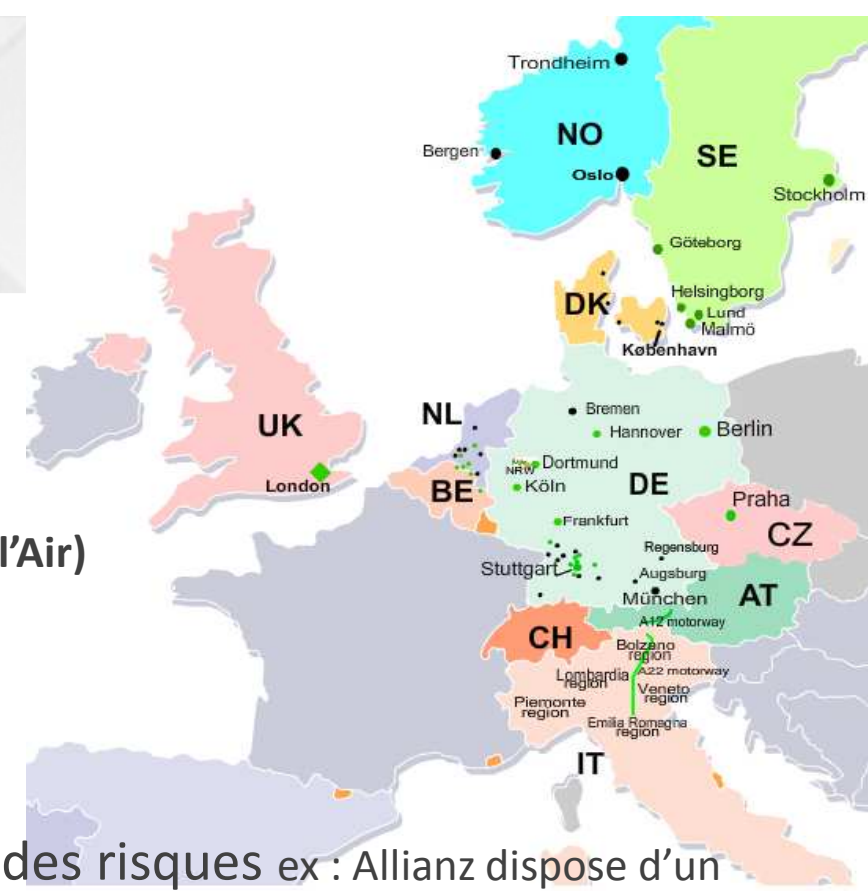 Trondheim
NO
Bergen
SE
Oslo
Stockholm
Göteborg
Helsingborg
DK
Lund
Malmö
København
NL
Bremen
UK
Hannover
Berlin
NRW
Dortmund
London
BE
Köln
DE
Praha
Frankfurt
CZ
l’Air)
Regensburg
Stuttgart
Augsburg
München
AT
A12 motorway
CH
Bolzeno
region
Lombardia
region
A22 motorway
Veneto
region
Piemonte
region
Emilia Romagna
region
IT
des risques ex : Allianz dispose d’un